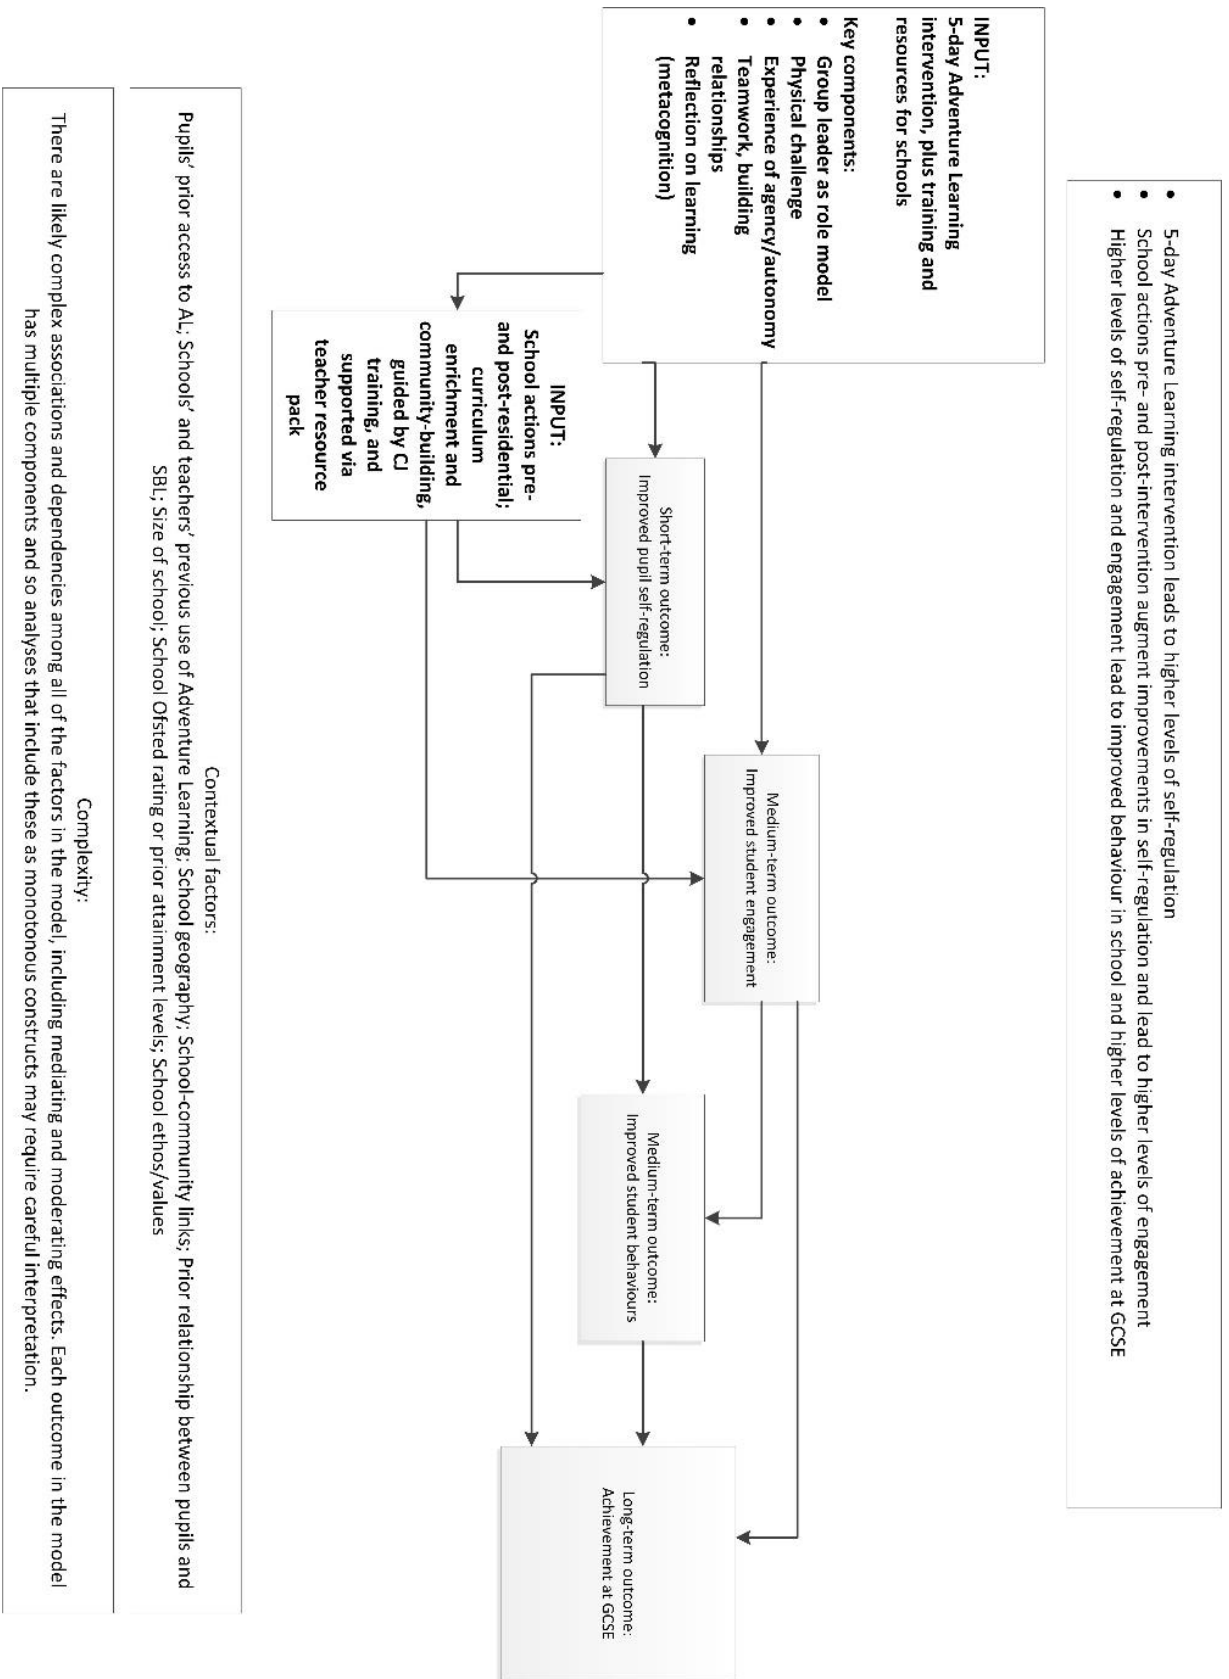 • 5-day Adventure Learning intervention leads to higher levels of self-regulation
• School actions pre- and post-intervention augment improvements in self-regulation and lead to higher levels of engagement
• Higher levels of self-regulation and engagement lead to improved behaviour in school and higher levels of achievement at GCSE
INPUT:
5-day Adventure Learning
intervention, plus training and
resources for schools
Key components:
• Group leader as role model
• Physical challenge
• Experience of agency/autonomy
• Teamwork, building
relationships
• Reflection on learning
(metacognition)
INPUT:
School actions pre-
and post-residential;
curriculum
enrichment and
community-building,
guided by CJ
training, and
supported via
teacher resource
pack
Short-term outcome:
Improved pupil self-regulation
Medium-term outcome:
Improved student engagement
Medium-term outcome:
Improved student behaviours
Long-term outcome:
Achievement at GCSE
Contextual factors:
Pupils’ prior access to AL; Schools’ and teachers’ previous use of Adventure Learning; School geography; School-community links; Prior relationship between pupils and
SBL; Size of school; School Ofsted rating or prior attainment levels; School ethos/values
Complexity:
There are likely complex associations and dependencies among all of the factors in the model, including mediating and moderating effects. Each outcome in the model
has multiple components and so analyses that include these as monotonous constructs may require careful interpretation.